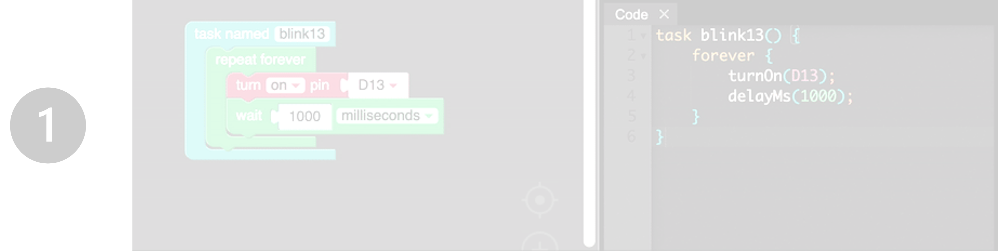 1
task named blink13
repeat forever
turn on pin D13
wait 1000 milliseconds
Code ×
1 task blink13() {
2 forever {
3 turnOn(D13);
4 delayMs(1000);
5 }
6 }